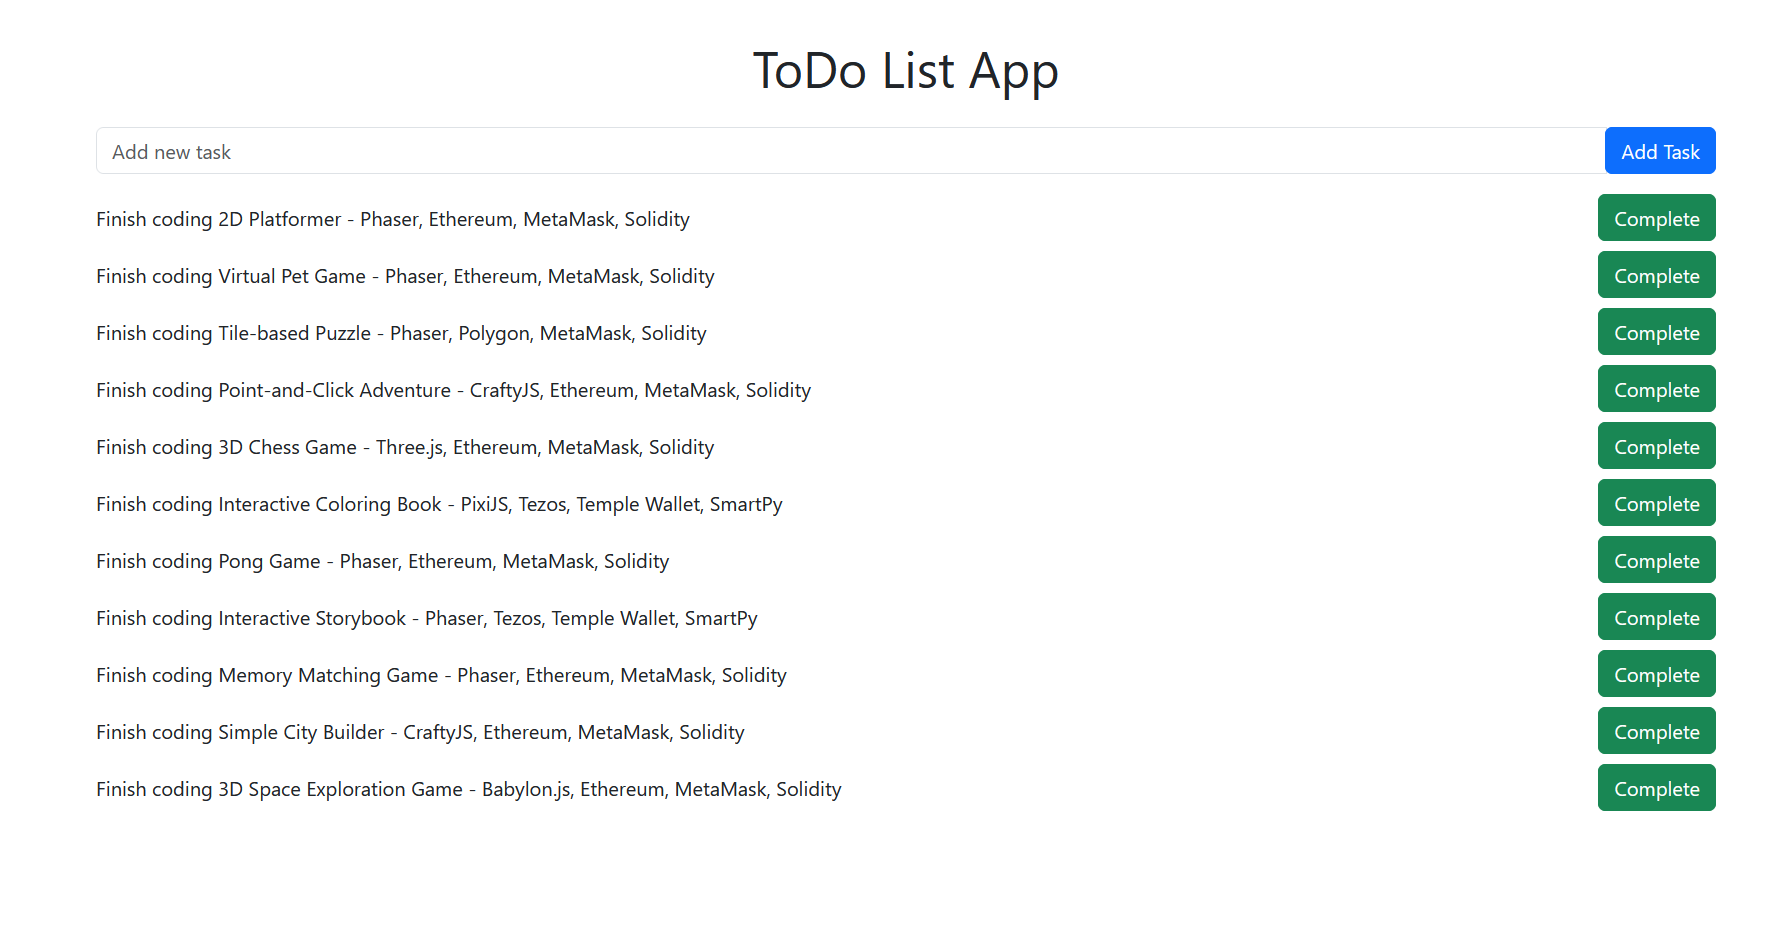 ToDo List App
Add new task Add Task
Finish coding 2D Platformer - Phaser, Ethereum, MetaMask, Solidity Complete
Finish coding Virtual Pet Game - Phaser, Ethereum, MetaMask, Solidity Complete
Finish coding Tile-based Puzzle - Phaser, Polygon, MetaMask, Solidity Complete
Finish coding Point-and-Click Adventure - CraftyJS, Ethereum, MetaMask, Solidity Complete
Finish coding 3D Chess Game - Three.js, Ethereum, MetaMask, Solidity Complete
Finish coding Interactive Coloring Book - PixiJS, Tezos, Temple Wallet, SmartPy Complete
Finish coding Pong Game - Phaser, Ethereum, MetaMask, Solidity Complete
Finish coding Interactive Storybook - Phaser, Tezos, Temple Wallet, SmartPy Complete
Finish coding Memory Matching Game - Phaser, Ethereum, MetaMask, Solidity Complete
Finish coding Simple City Builder - CraftyJS, Ethereum, MetaMask, Solidity Complete
Finish coding 3D Space Exploration Game - Babylon.js, Ethereum, MetaMask, Solidity Complete